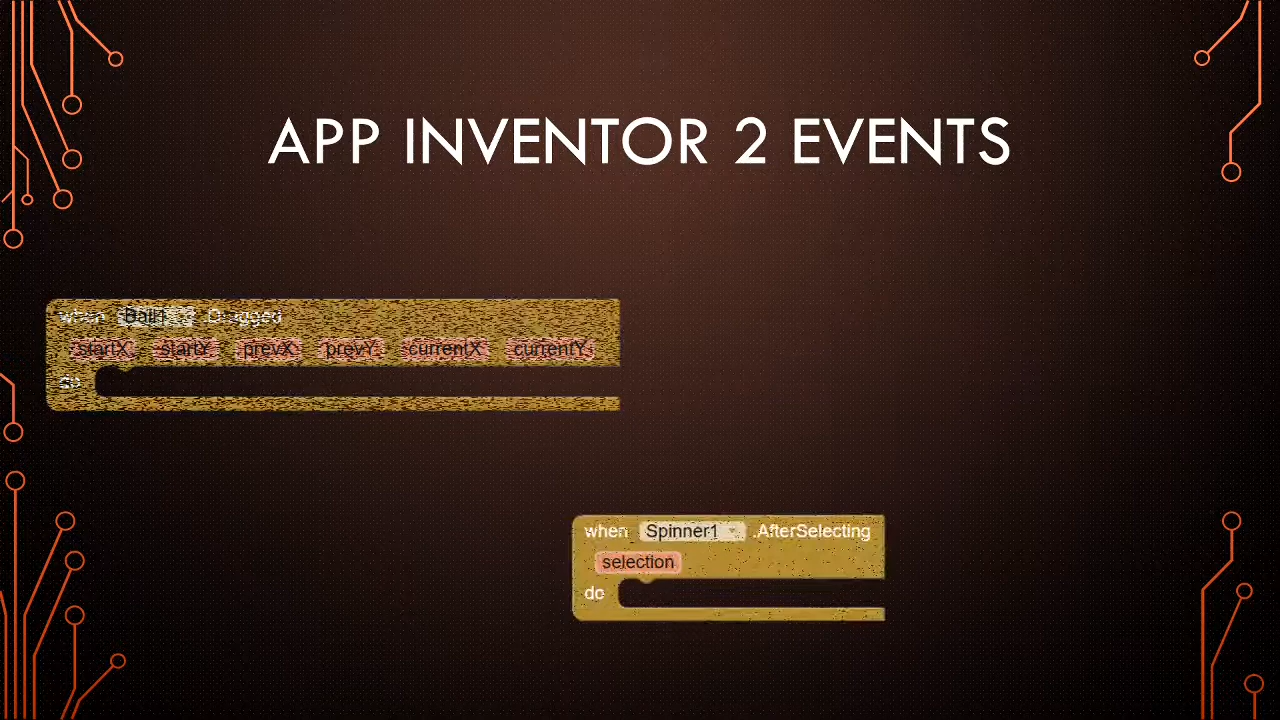 APP INVENTOR 2 EVENTS
when Ball1 .Dragged
startX startY prevX prevY currentX currentY
do
when Spinner1 .AfterSelecting
selection
do